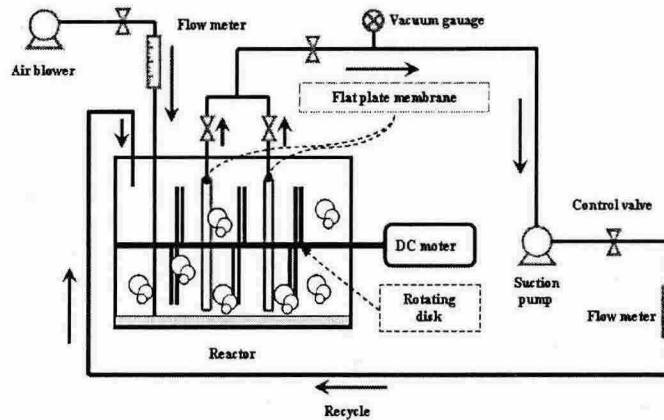 Flow meter
Vacuum gauage
Air blower
Flat plate membrane
Control valve
DC moter
Suction
pump
Rotating
disk
Flow meter
Reactor
Recycle